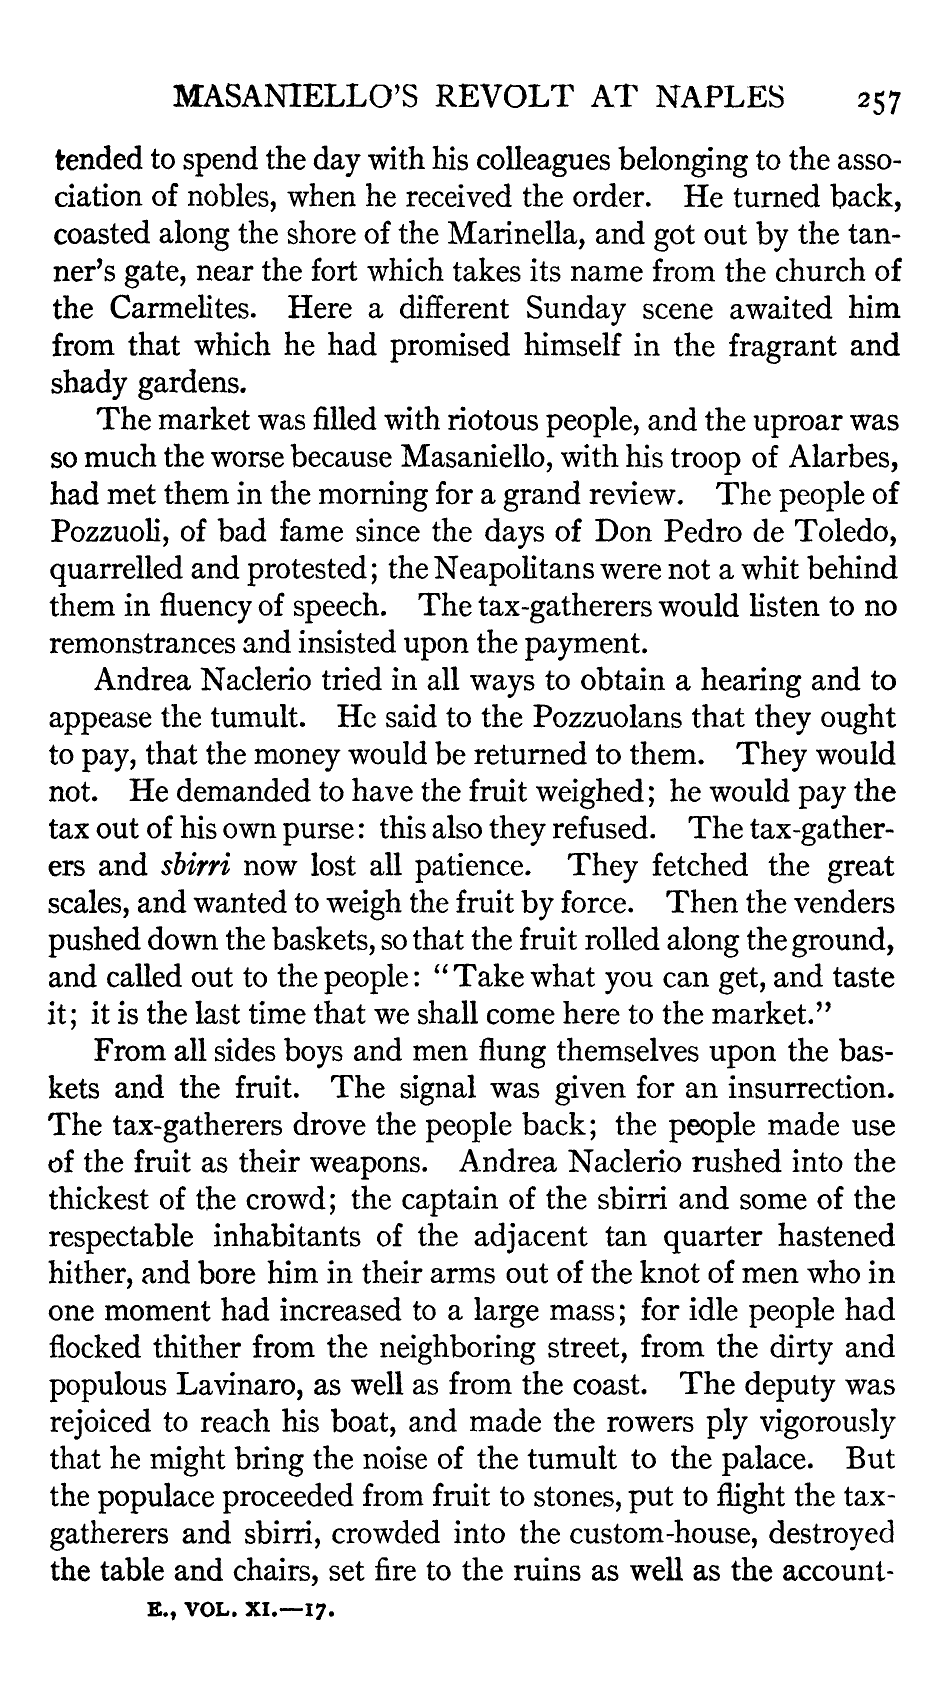 MASANIELLO'S REVOLT AT NAPLES 257
tended to spend the day with his colleagues belonging to the asso-
ciation of nobles, when he received the order. He turned back,
coasted along the shore of the Marinella, and got out by the tan-
ner's gate, near the fort which takes its name from the church of
the Carmelites. Here a different Sunday scene awaited him
from that which he had promised himself in the fragrant and
shady gardens.
The market was filled with riotous people, and the uproar was
so much the worse because Masaniello, with his troop of Alarbes,
had met them in the morning for a grand review. The people of
Pozzuoli, of bad fame since the days of Don Pedro de Toledo,
quarrelled and protested; the Neapolitans were not a whit behind
them in fluency of speech. The tax-gatherers would listen to no
remonstrances and insisted upon the payment.
Andrea Naclerio tried in all ways to obtain a hearing and to
appease the tumult. He said to the Pozzuolans that they ought
to pay, that the money would be returned to them. They would
not. He demanded to have the fruit weighed; he would pay the
tax out of his own purse: this also they refused. The tax-gather-
ers and sbirri now lost all patience. They fetched the great
scales, and wanted to weigh the fruit by force. Then the venders
pushed down the baskets, so that the fruit rolled along the ground,
and called out to the people: "Take what you can get, and taste
it; it is the last time that we shall come here to the market."
From all sides boys and men flung themselves upon the bas-
kets and the fruit. The signal was given for an insurrection.
The tax-gatherers drove the people back; the people made use
of the fruit as their weapons. Andrea Naclerio rushed into the
thickest of the crowd; the captain of the sbirri and some of the
respectable inhabitants of the adjacent tan quarter hastened
hither, and bore him in their arms out of the knot of men who in
one moment had increased to a large mass; for idle people had
flocked thither from the neighboring street, from the dirty and
populous Lavinaro, as well as from the coast. The deputy was
rejoiced to reach his boat, and made the rowers ply vigorously
that he might bring the noise of the tumult to the palace. But
the populace proceeded from fruit to stones, put to flight the tax-
gatherers and sbirri, crowded into the custom-house, destroyed
the table and chairs, set fire to the ruins as well as the account-
E., VOL. XI.—17.